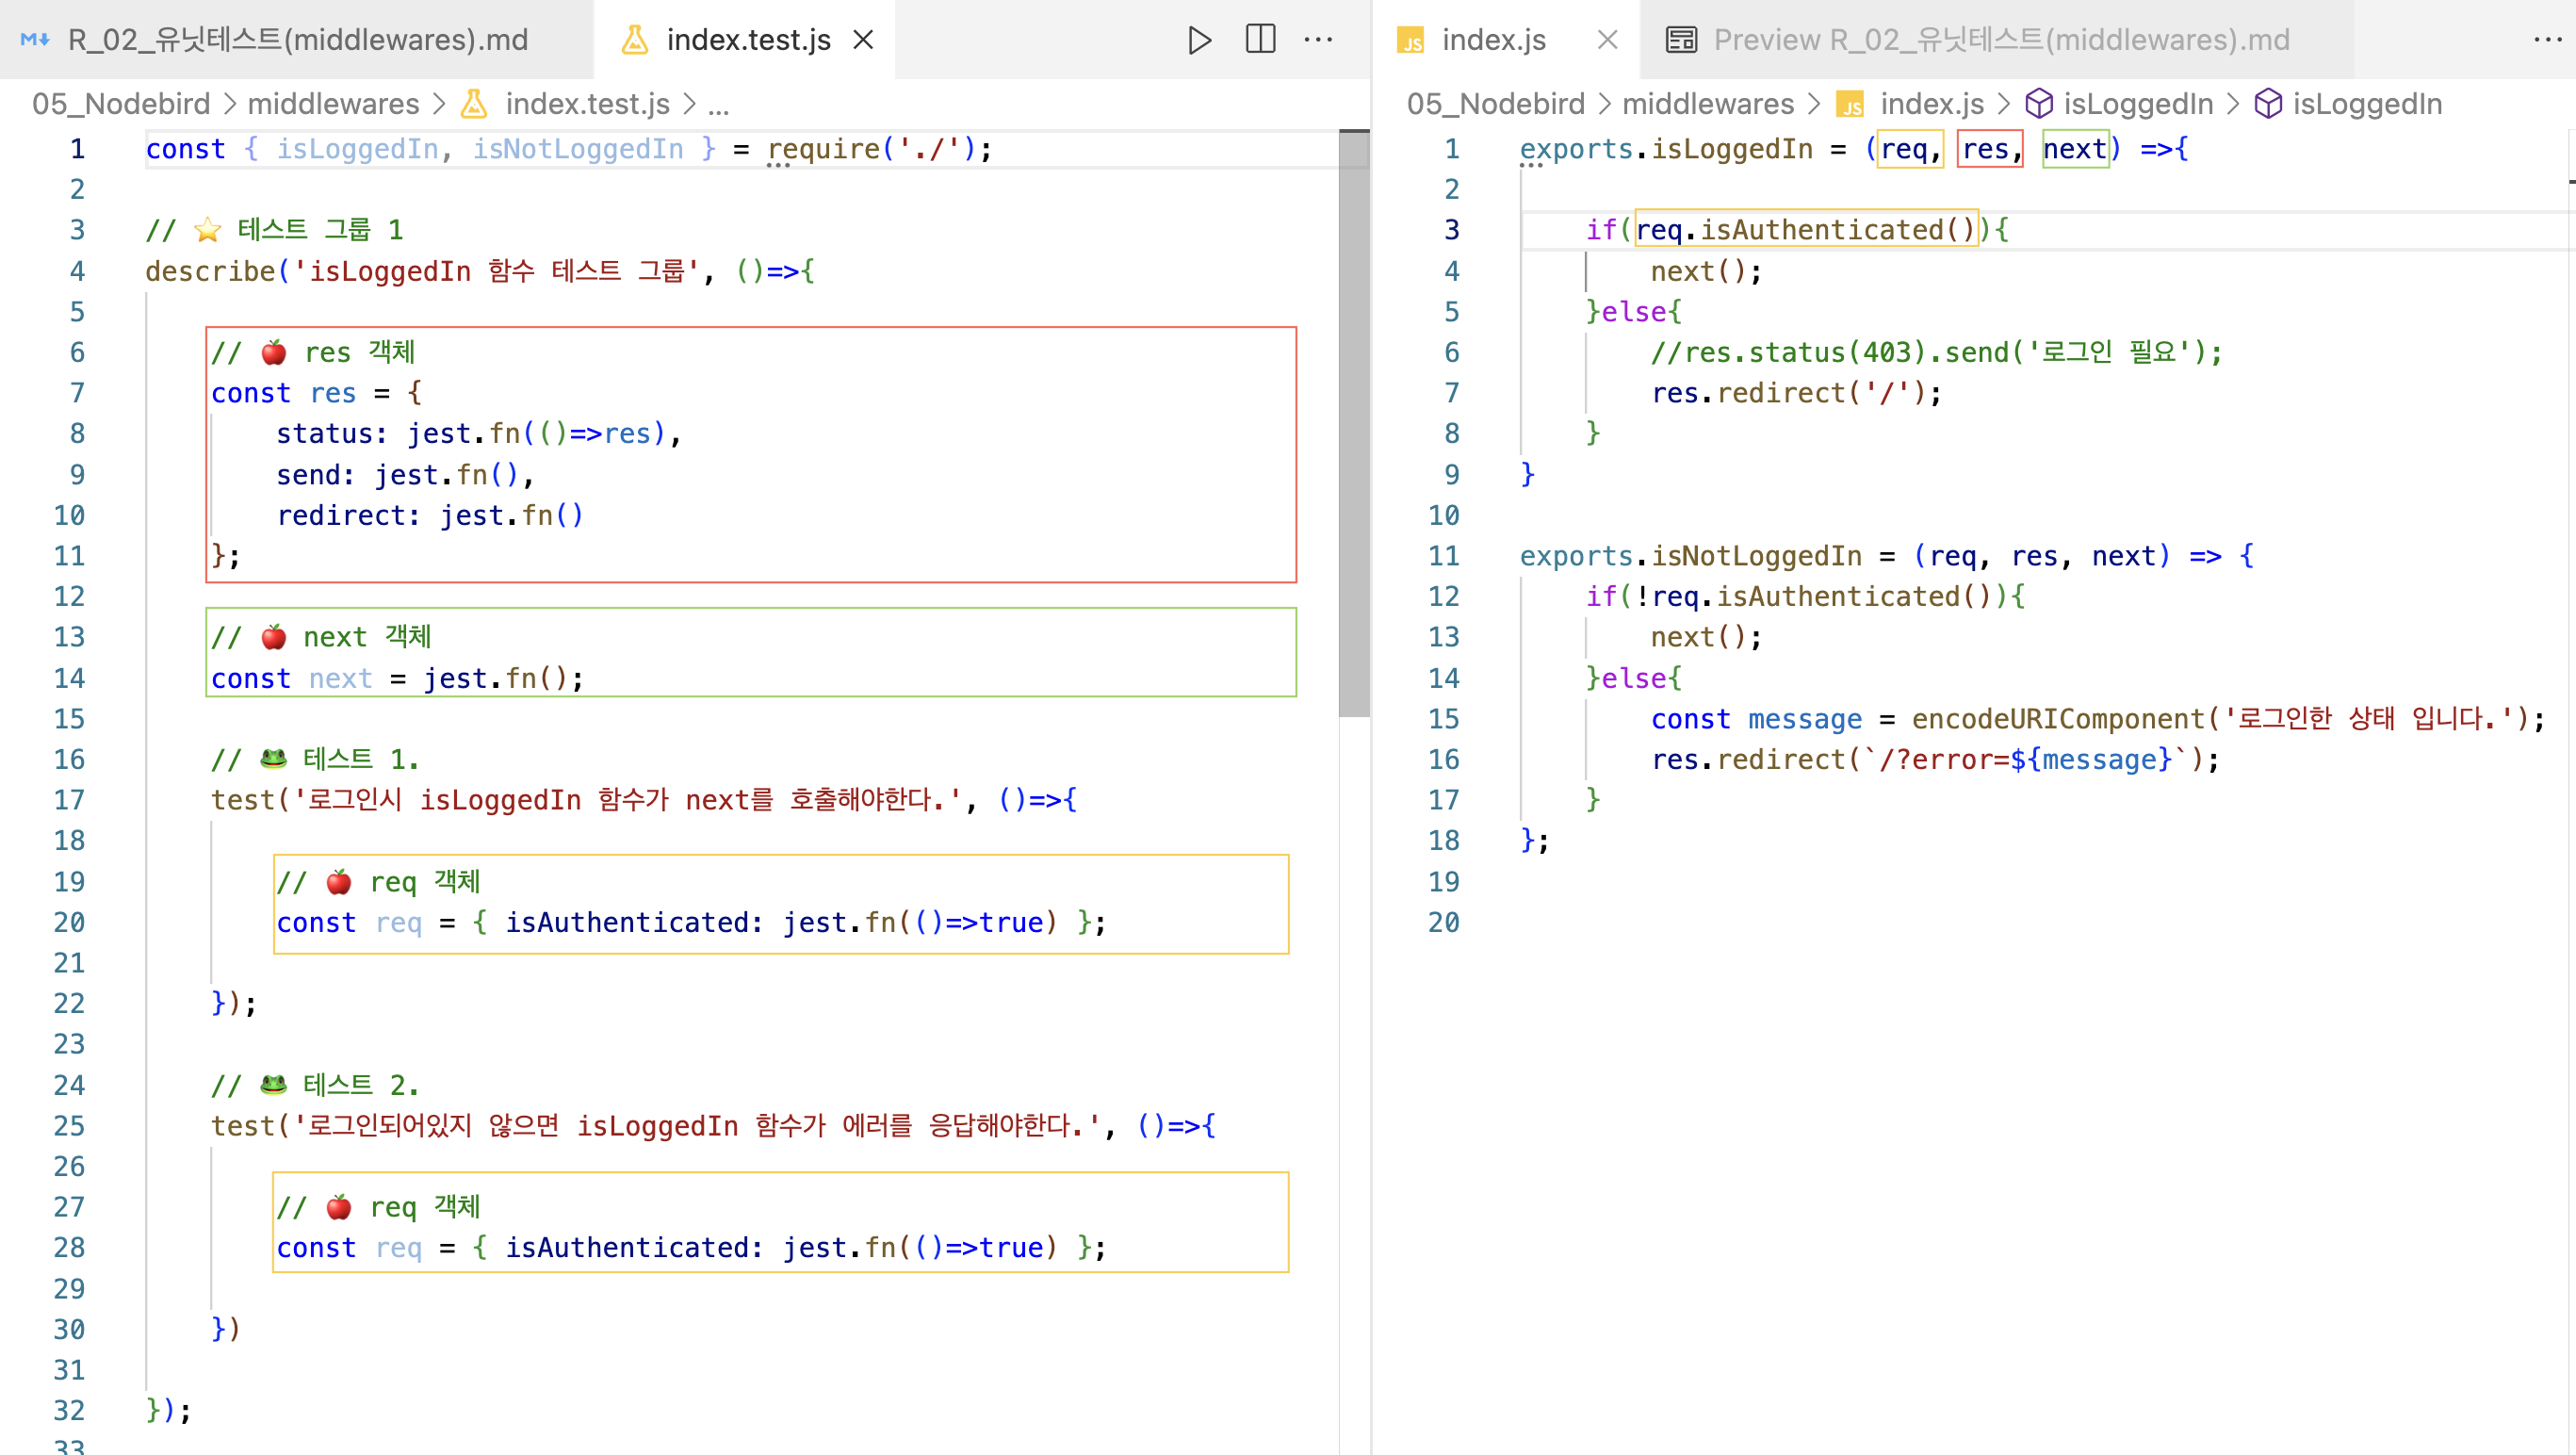 R_02_유닛테스트(middlewares).md
index.test.js
05_Nodebird > middlewares > index.test.js > ...
1 const { isLoggedIn, isNotLoggedIn } = require('./');
2
3 // ⭐ 테스트 그룹 1
4 describe('isLoggedIn 함수 테스트 그룹', ()=>{
5
6 // 🍎 res 객체
7 const res = {
8 status: jest.fn(()=>res),
9 send: jest.fn(),
10 redirect: jest.fn()
11 };
12
13 // 🍎 next 객체
14 const next = jest.fn();
15
16 // 🐸 테스트 1.
17 test('로그인시 isLoggedIn 함수가 next를 호출해야한다.', ()=>{
18
19 // 🍎 req 객체
20 const req = { isAuthenticated: jest.fn(()=>true) };
21
22 });
23
24 // 🐸 테스트 2.
25 test('로그인되어있지 않으면 isLoggedIn 함수가 에러를 응답해야한다.', ()=>{
26
27 // 🍎 req 객체
28 const req = { isAuthenticated: jest.fn(()=>true) };
29
30 })
31
32 });
33
JS index.js
Preview R_02_유닛테스트(middlewares).md
05_Nodebird > middlewares > JS index.js > isLoggedIn > isLoggedIn
1 exports.isLoggedIn = (req, res, next) =>{
2
3 if(req.isAuthenticated()){
4 next();
5 }else{
6 //res.status(403).send('로그인 필요');
7 res.redirect('/');
8 }
9 }
10
11 exports.isNotLoggedIn = (req, res, next) => {
12 if(!req.isAuthenticated()){
13 next();
14 }else{
15 const message = encodeURIComponent('로그인한 상태 입니다.');
16 res.redirect(`/?error=${message}`);
17 }
18 };
19
20